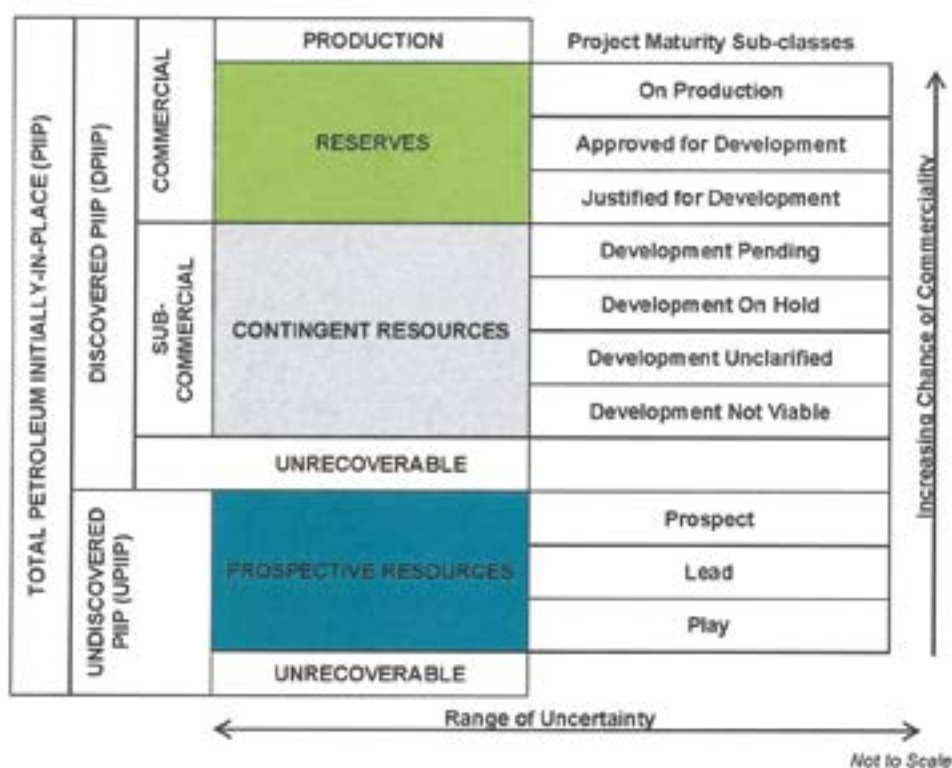 TOTAL PETROLEUM INITIALLY-IN-PLACE (PIIP)
DISCOVERED PIIP (DPIIP)
COMMERCIAL
PRODUCTION
Project Maturity Sub-classes
RESERVES
On Production
Approved for Development
Justified for Development
SUB-
COMMERCIAL
CONTINGENT RESOURCES
Development Pending
Development On Hold
Development Unclarified
Development Not Viable
UNRECOVERABLE
UNDISCOVERED
PIIP (UPIIP)
PROSPECTIVE RESOURCES
Prospect
Lead
Play
UNRECOVERABLE
Increasing Chance of Commerciality
Range of Uncertainty
Not to Scale